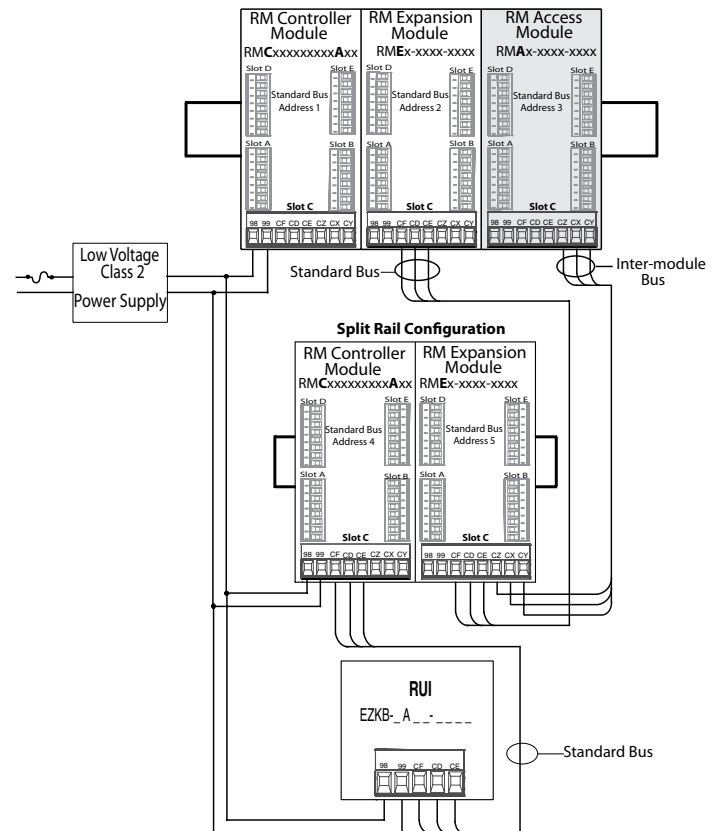 RM Controller
Module
RMCxxxxxxxxxAxx
RM Expansion
Module
RMEx-xxxx-xxxx
RM Access
Module
RMAx-xxxx-xxxx
Slot D
Slot E
Slot D
Slot E
Slot D
Slot E
Standard Bus
Address 1
Standard Bus
Address 2
Standard Bus
Address 3
Slot A
Slot B
Slot A
Slot B
Slot A
Slot B
Slot C
Slot C
Slot C
98 99 CF CD CE CZ CX CY
98 99 CF CD CE CZ CX CY
98 99 CF CD CE CZ CX CY
Low Voltage
Class 2
Power Supply
Standard Bus
Inter-module
Bus
Split Rail Configuration
RM Controller
Module
RMCxxxxxxxxxAxx
RM Expansion
Module
RMEx-xxxx-xxxx
Slot D
Slot E
Slot D
Slot E
Standard Bus
Address 4
Standard Bus
Address 5
Slot A
Slot B
Slot A
Slot B
Slot C
Slot C
98 99 CF CD CE CZ CX CY
98 99 CF CD CE CZ CX CY
RUI
EZKB-_A__-____
98 99 CF CD CE
Standard Bus